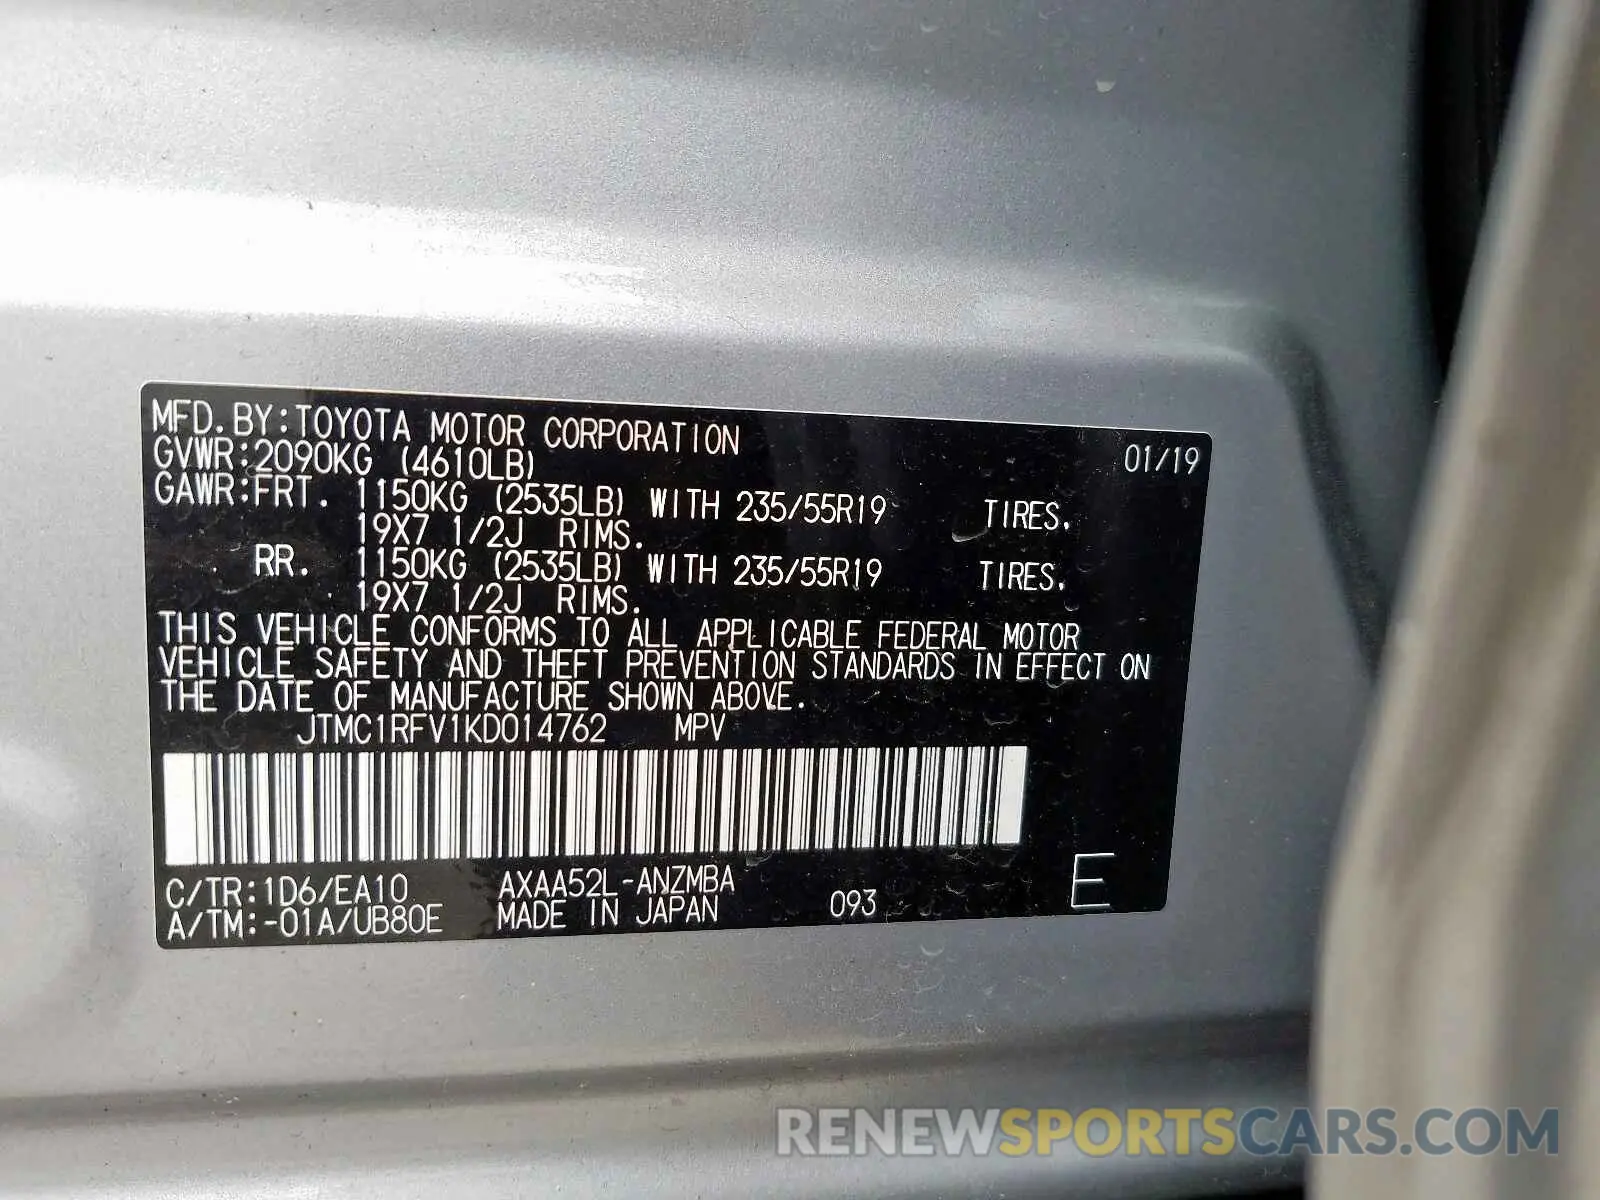 MFD. BY: TOYOTA MOTOR CORPORATION 01/19
GVWR: 2090KG (4610LB)
GAWR: FRT. 1150KG (2535LB) WITH 235/55R19 TIRES,
19X7 1/2J RIMS.
RR. 1150KG (2535LB) WITH 235/55R19 TIRES,
19X7 1/2J RIMS.
THIS VEHICLE CONFORMS TO ALL APPLICABLE FEDERAL MOTOR
VEHICLE SAFETY AND THEFT PREVENTION STANDARDS IN EFFECT ON
THE DATE OF MANUFACTURE SHOWN ABOVE.
JTMC1RFV1KD014762 MPV
C/TR: 1D6/EA10 AXAA52L-ANZMBA
A/TM: -01A/UB80E MADE IN JAPAN 093 E
RENEWSPORTSCARS.COM